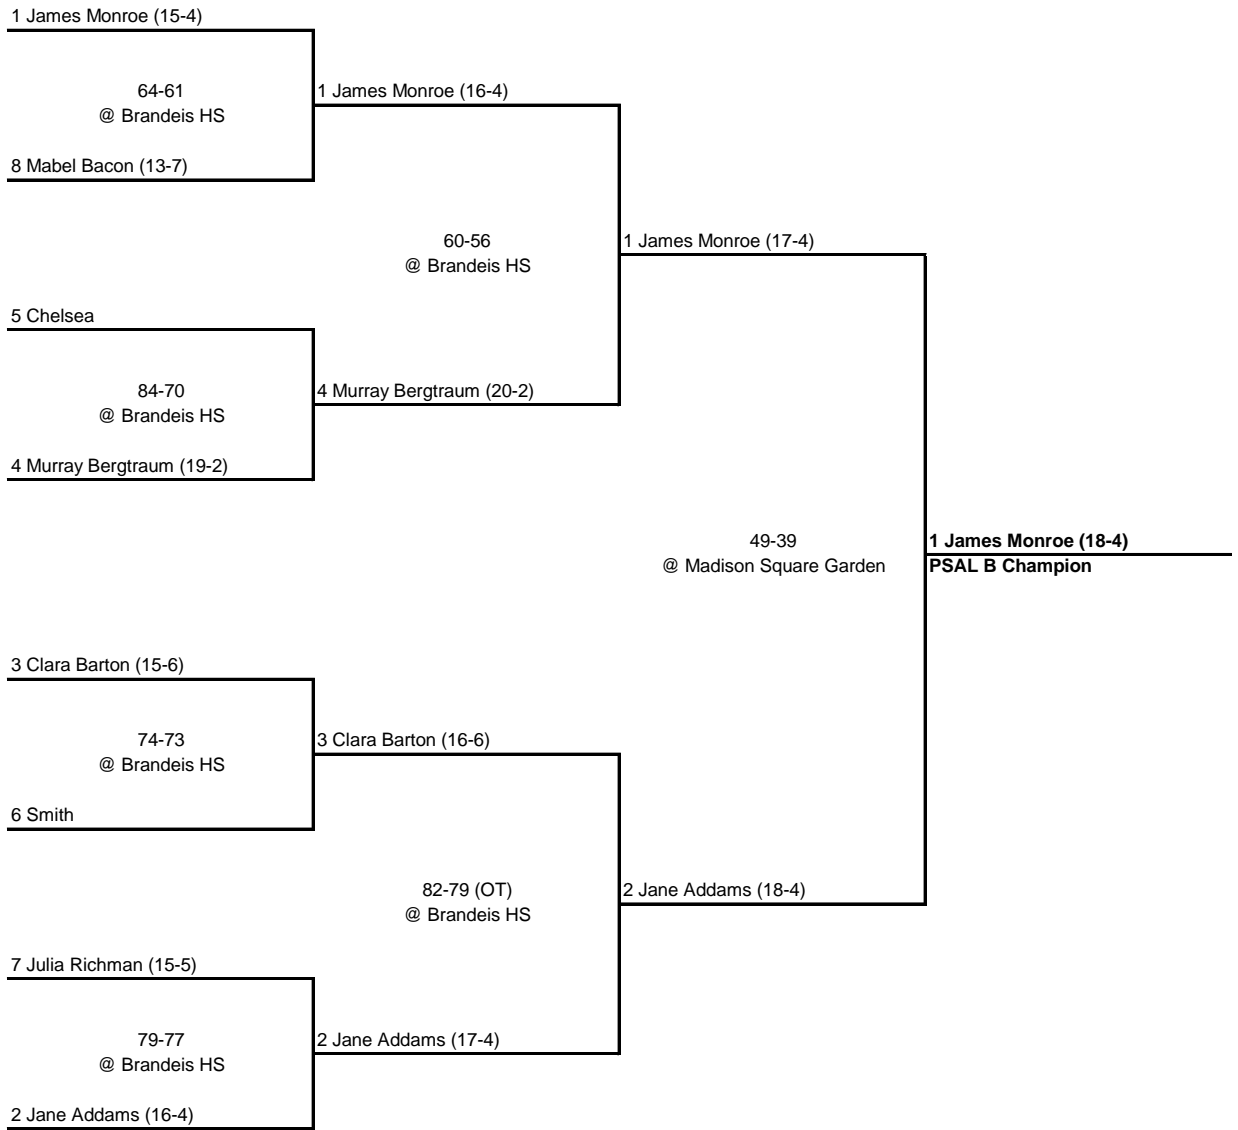 1 James Monroe (15-4)
64-61
@ Brandeis HS
1 James Monroe (16-4)
8 Mabel Bacon (13-7)
60-56
@ Brandeis HS
1 James Monroe (17-4)
5 Chelsea
84-70
@ Brandeis HS
4 Murray Bergtraum (20-2)
4 Murray Bergtraum (19-2)
49-39
@ Madison Square Garden
1 James Monroe (18-4)
PSAL B Champion
3 Clara Barton (15-6)
74-73
@ Brandeis HS
3 Clara Barton (16-6)
6 Smith
82-79 (OT)
@ Brandeis HS
2 Jane Addams (18-4)
7 Julia Richman (15-5)
79-77
@ Brandeis HS
2 Jane Addams (17-4)
2 Jane Addams (16-4)